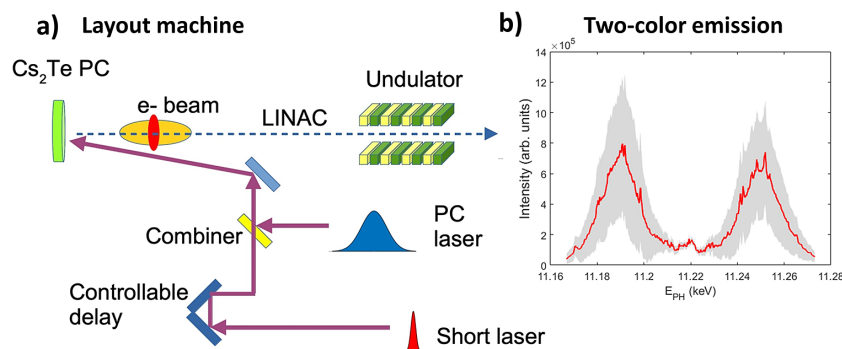 a) Layout machine
Cs₂Te PC
e- beam
LINAC
Undulator
Combiner
PC
laser
Controllable
delay
Short laser
b) Two-color emission
× 10⁵
14
12
10
8
6
4
2
0
Intensity (arb. units)
11.16 11.18 11.2 11.22 11.24 11.26 11.28
E_PH (keV)